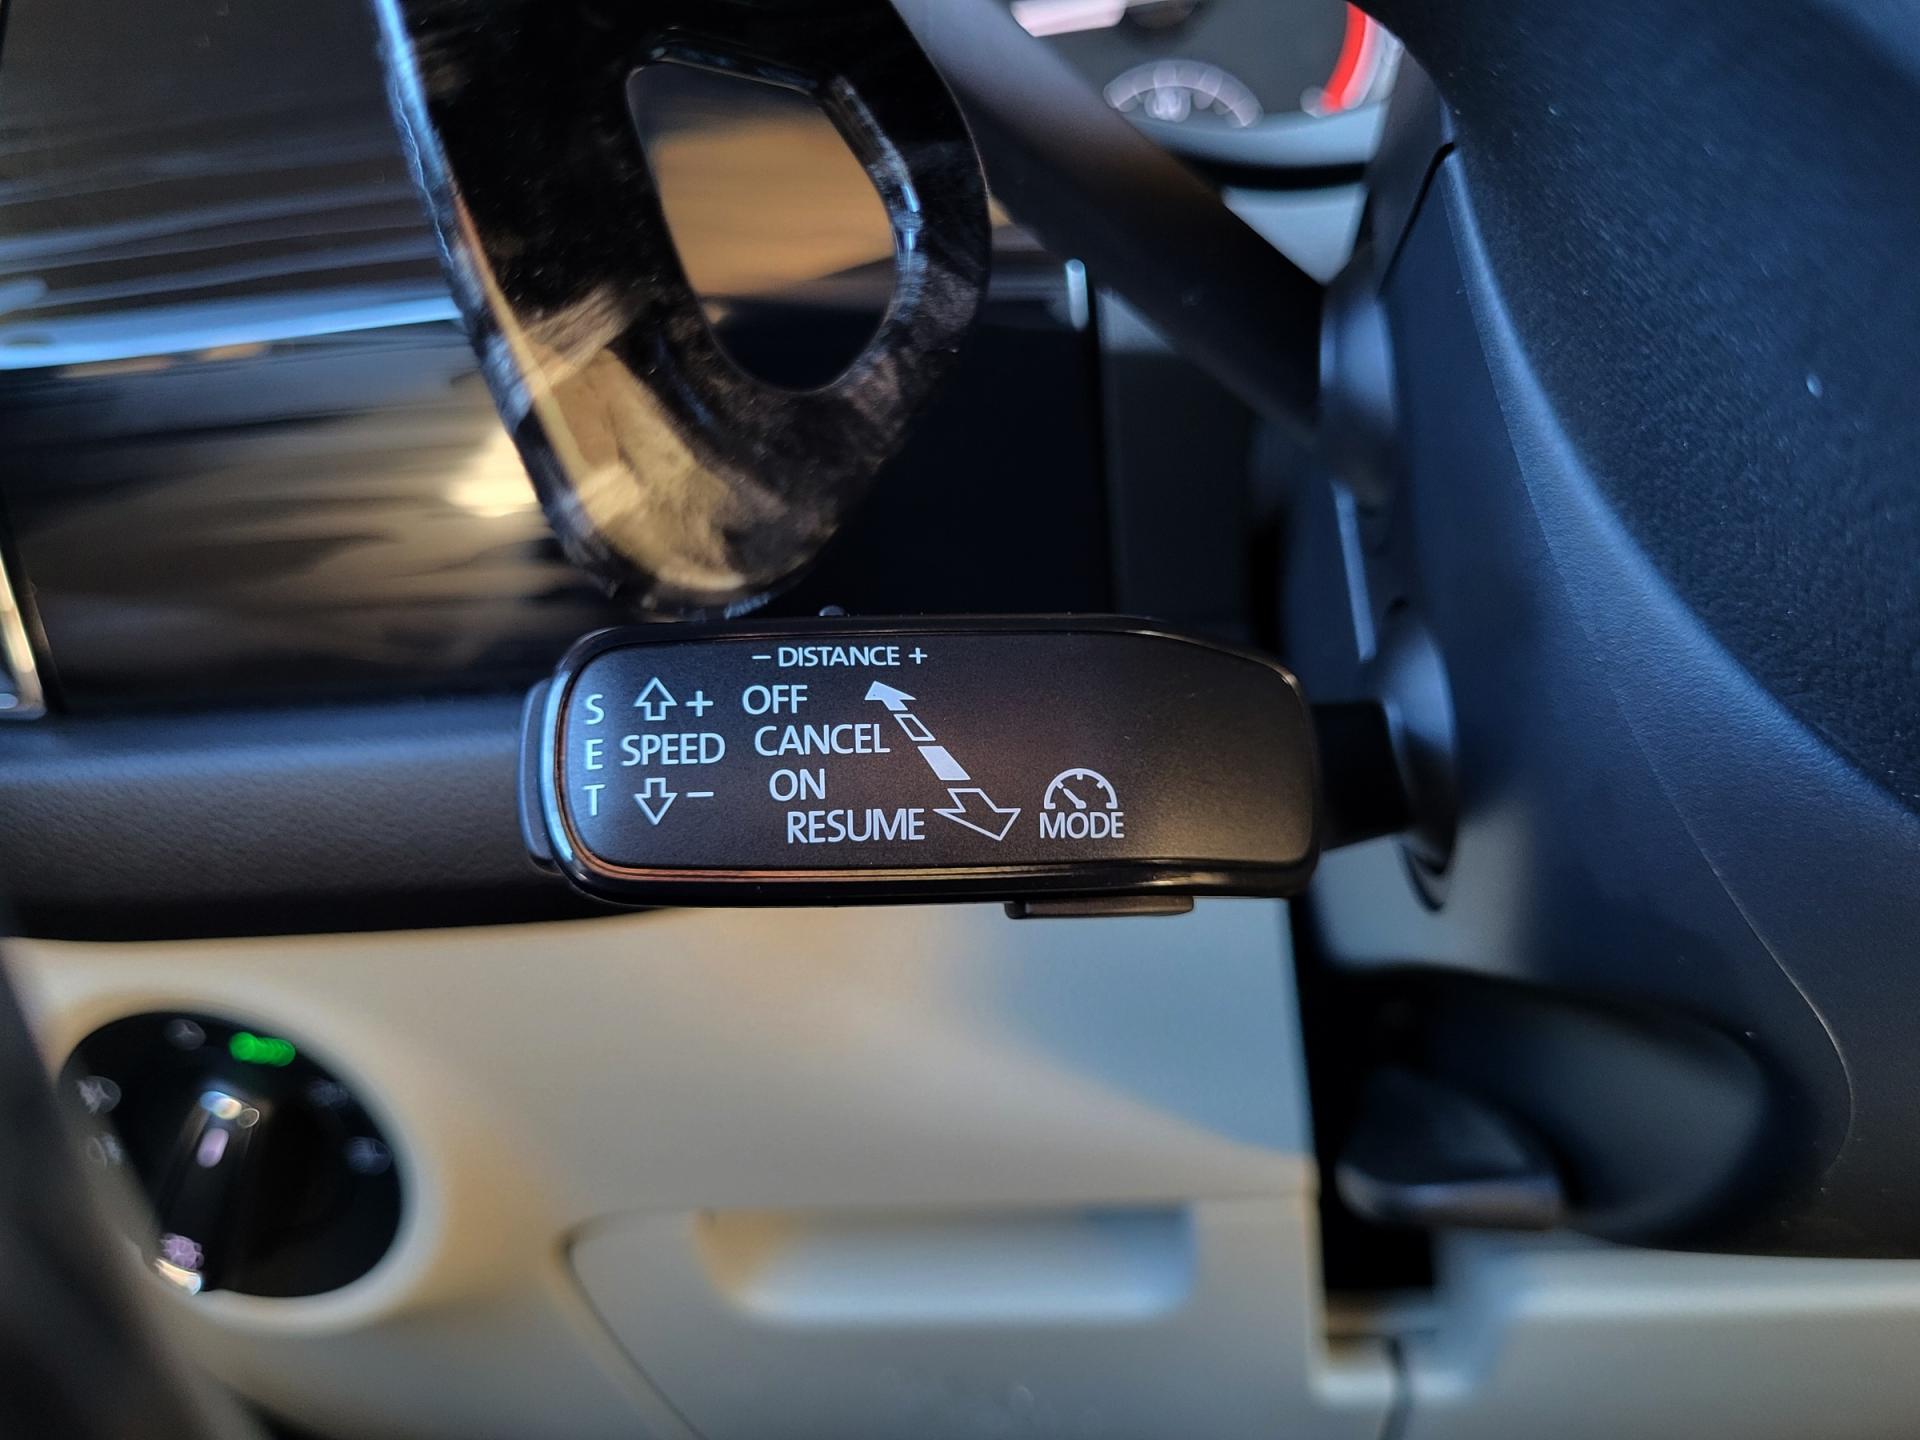 − DISTANCE +
S + OFF
E SPEED CANCEL
T − ON
RESUME
MODE